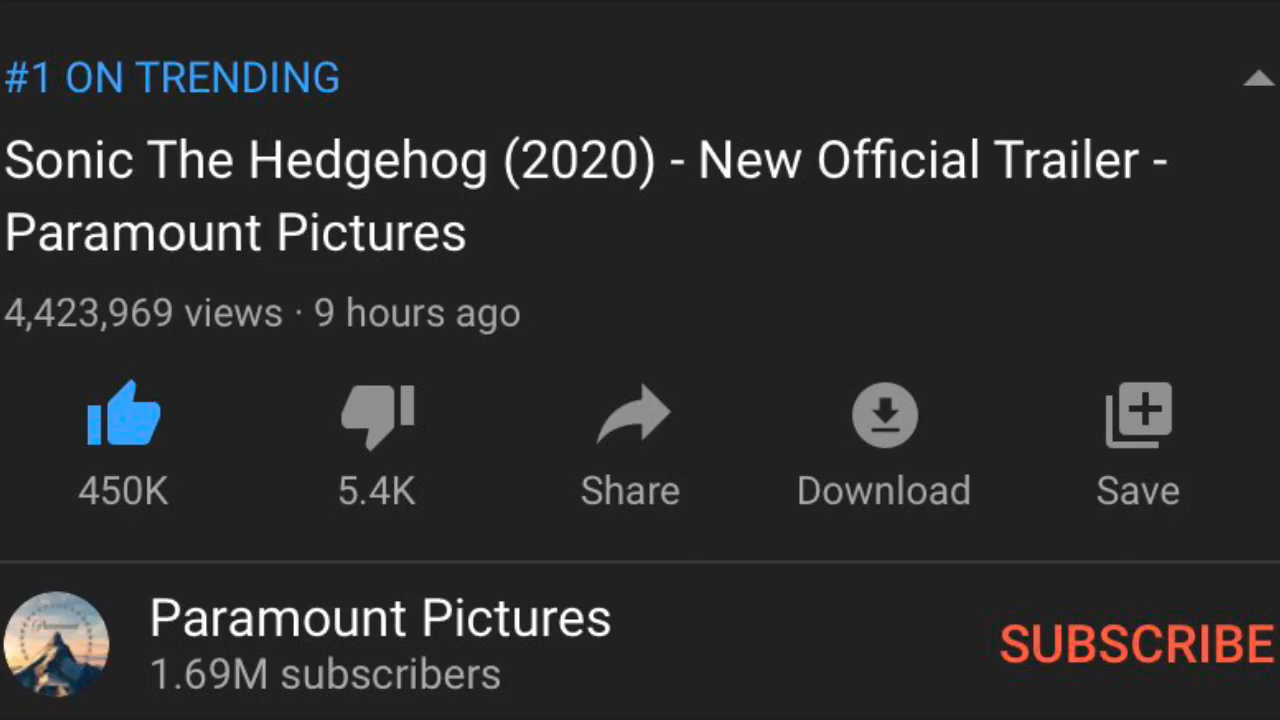 #1 ON TRENDING
Sonic The Hedgehog (2020) - New Official Trailer -
Paramount Pictures
4,423,969 views · 9 hours ago
450K 5.4K Share Download Save
Paramount
Paramount Pictures
1.69M subscribers
SUBSCRIBE